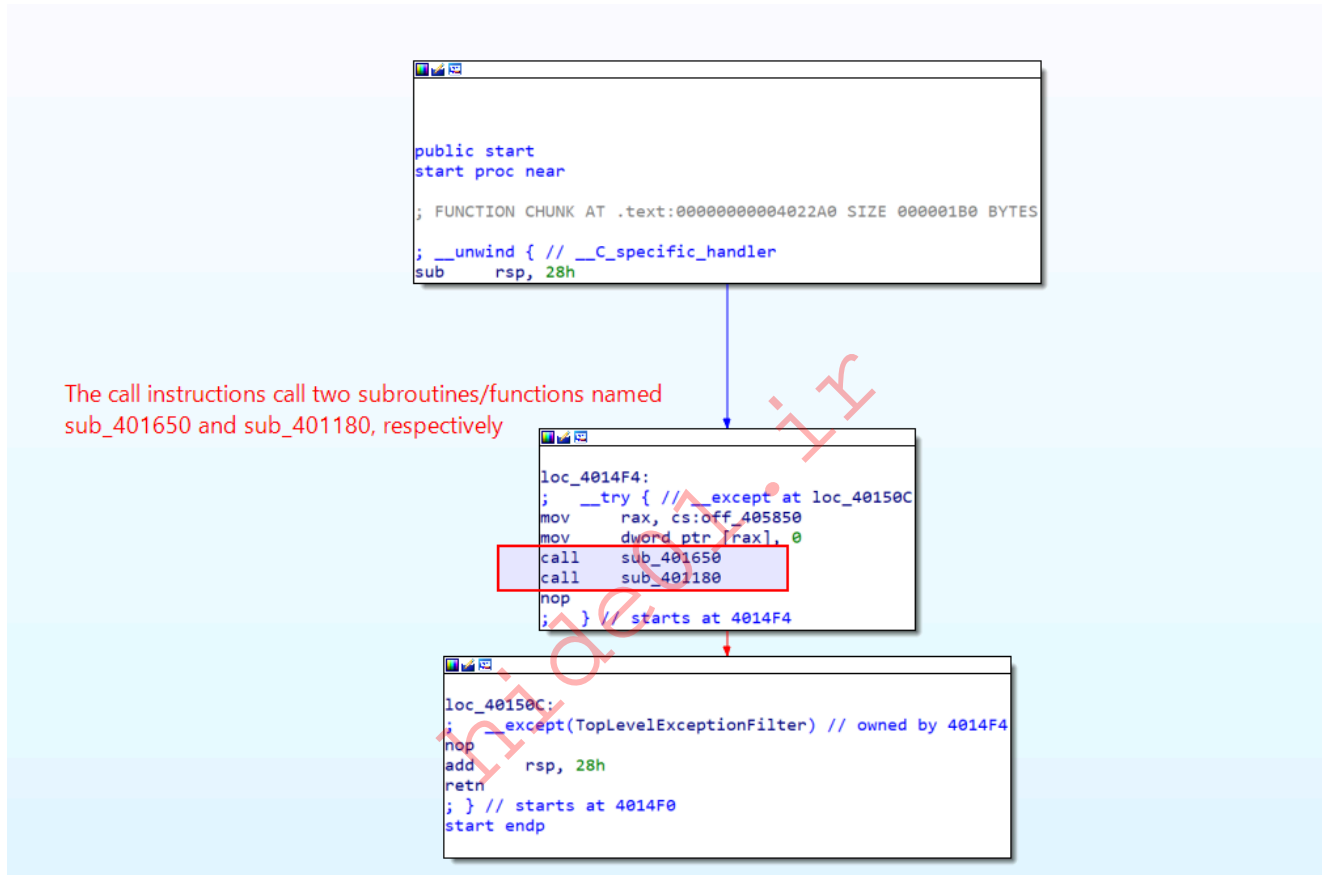 public start
start proc near
; FUNCTION CHUNK AT .text:00000000004022A0 SIZE 000001B0 BYTES
; __unwind { // __C_specific_handler
sub rsp, 28h
The call instructions call two subroutines/functions named
sub_401650 and sub_401180, respectively
loc_4014F4:
; __try { // __except at loc_40150C
mov rax, cs:off_405850
mov dword ptr [rax], 0
call sub_401650
call sub_401180
nop
; } // starts at 4014F4
loc_40150C:
; __except(TopLevelExceptionFilter) // owned by 4014F4
nop
add rsp, 28h
retn
; } // starts at 4014F0
start endp
hide01.ir